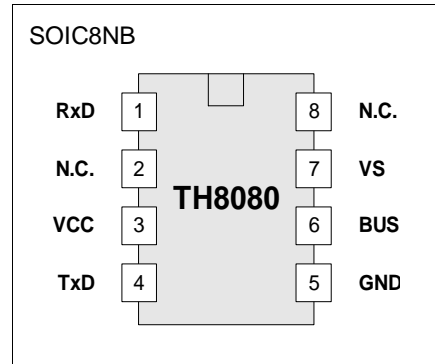 SOIC8NB
RxD 1 8 N.C.
N.C. 2 7 VS
TH8080
VCC 3 6 BUS
TxD 4 5 GND